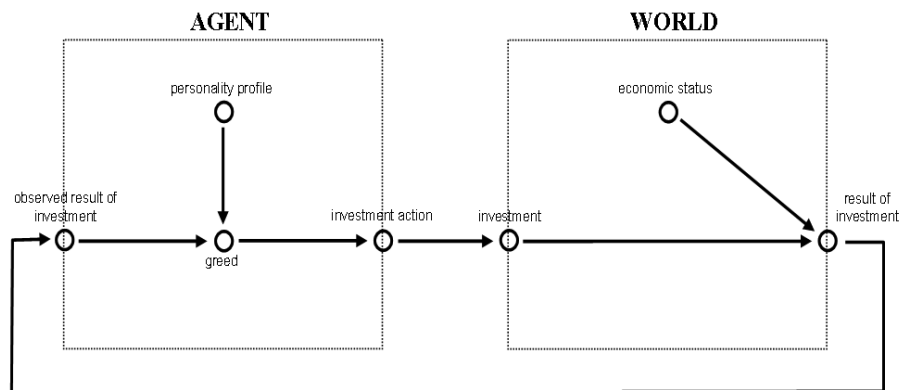 AGENT
WORLD
personality profile
economic status
observed result of
investment
investment action
investment
result of
investment
greed